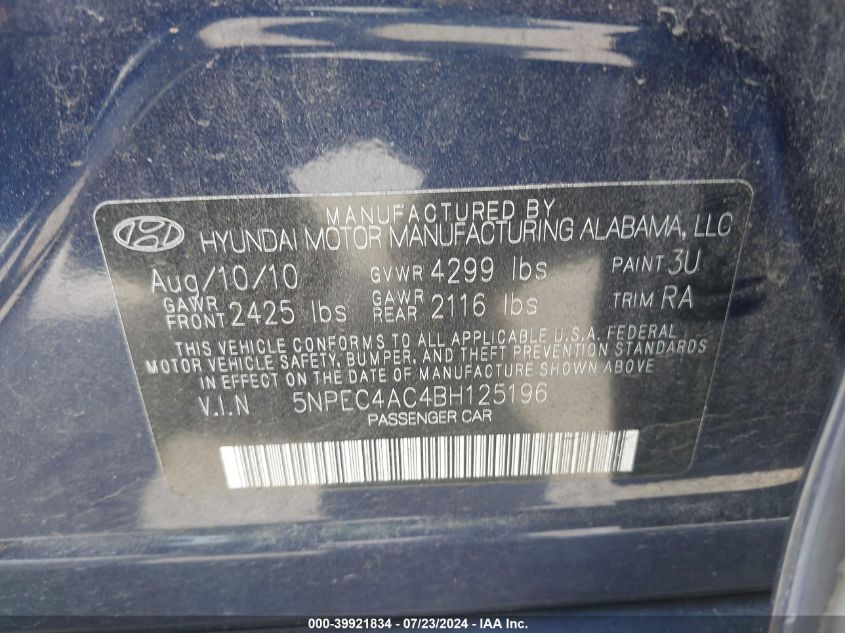 MANUFACTURED BY
HYUNDAI MOTOR MANUFACTURING ALABAMA, LLC
Aug/10/10 GVWR 4299 lbs PAINT 3U
GAWR FRONT 2425 lbs GAWR REAR 2116 lbs TRIM RA
THIS VEHICLE CONFORMS TO ALL APPLICABLE U.S.A. FEDERAL
MOTOR VEHICLE SAFETY, BUMPER, AND THEFT PREVENTION STANDARDS
IN EFFECT ON THE DATE OF MANUFACTURE SHOWN ABOVE
V.I.N 5NPEC4AC4BH125196
PASSENGER CAR
000-39921834 - 07/23/2024 - IAA Inc.